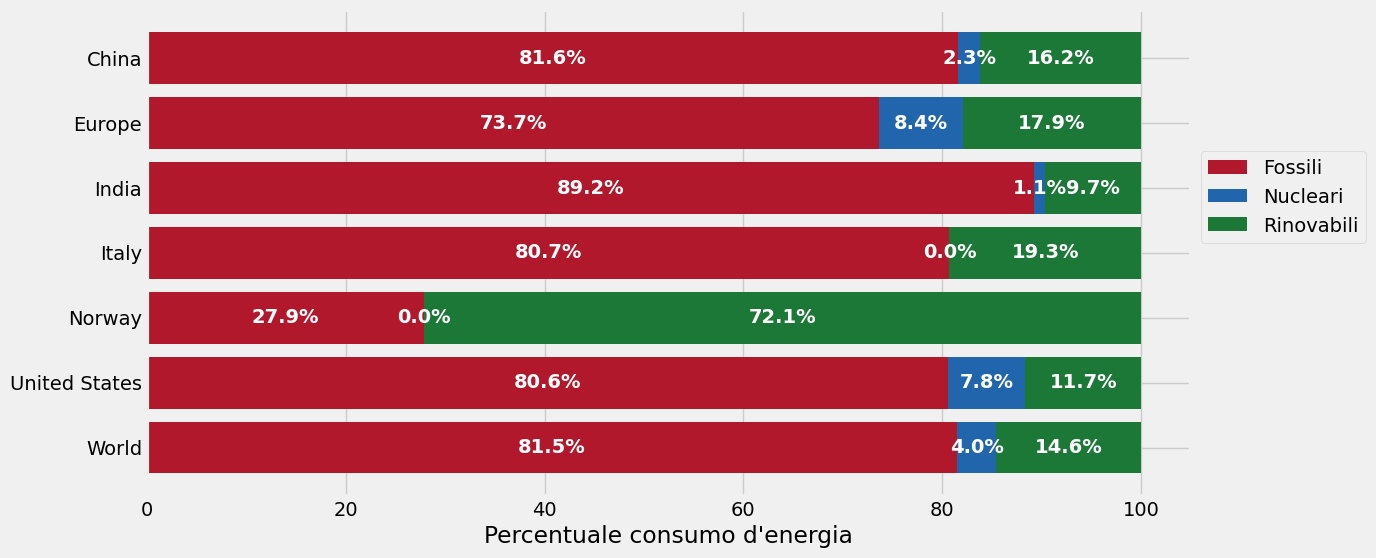 China 81.6% 2.3% 16.2%
Europe 73.7% 8.4% 17.9%
India 89.2% 1.1% 9.7%
Italy 80.7% 0.0% 19.3%
Norway 27.9% 0.0% 72.1%
United States 80.6% 7.8% 11.7%
World 81.5% 4.0% 14.6%
0 20 40 60 80 100
Percentuale consumo d'energia
Fossili
Nucleari
Rinovabili